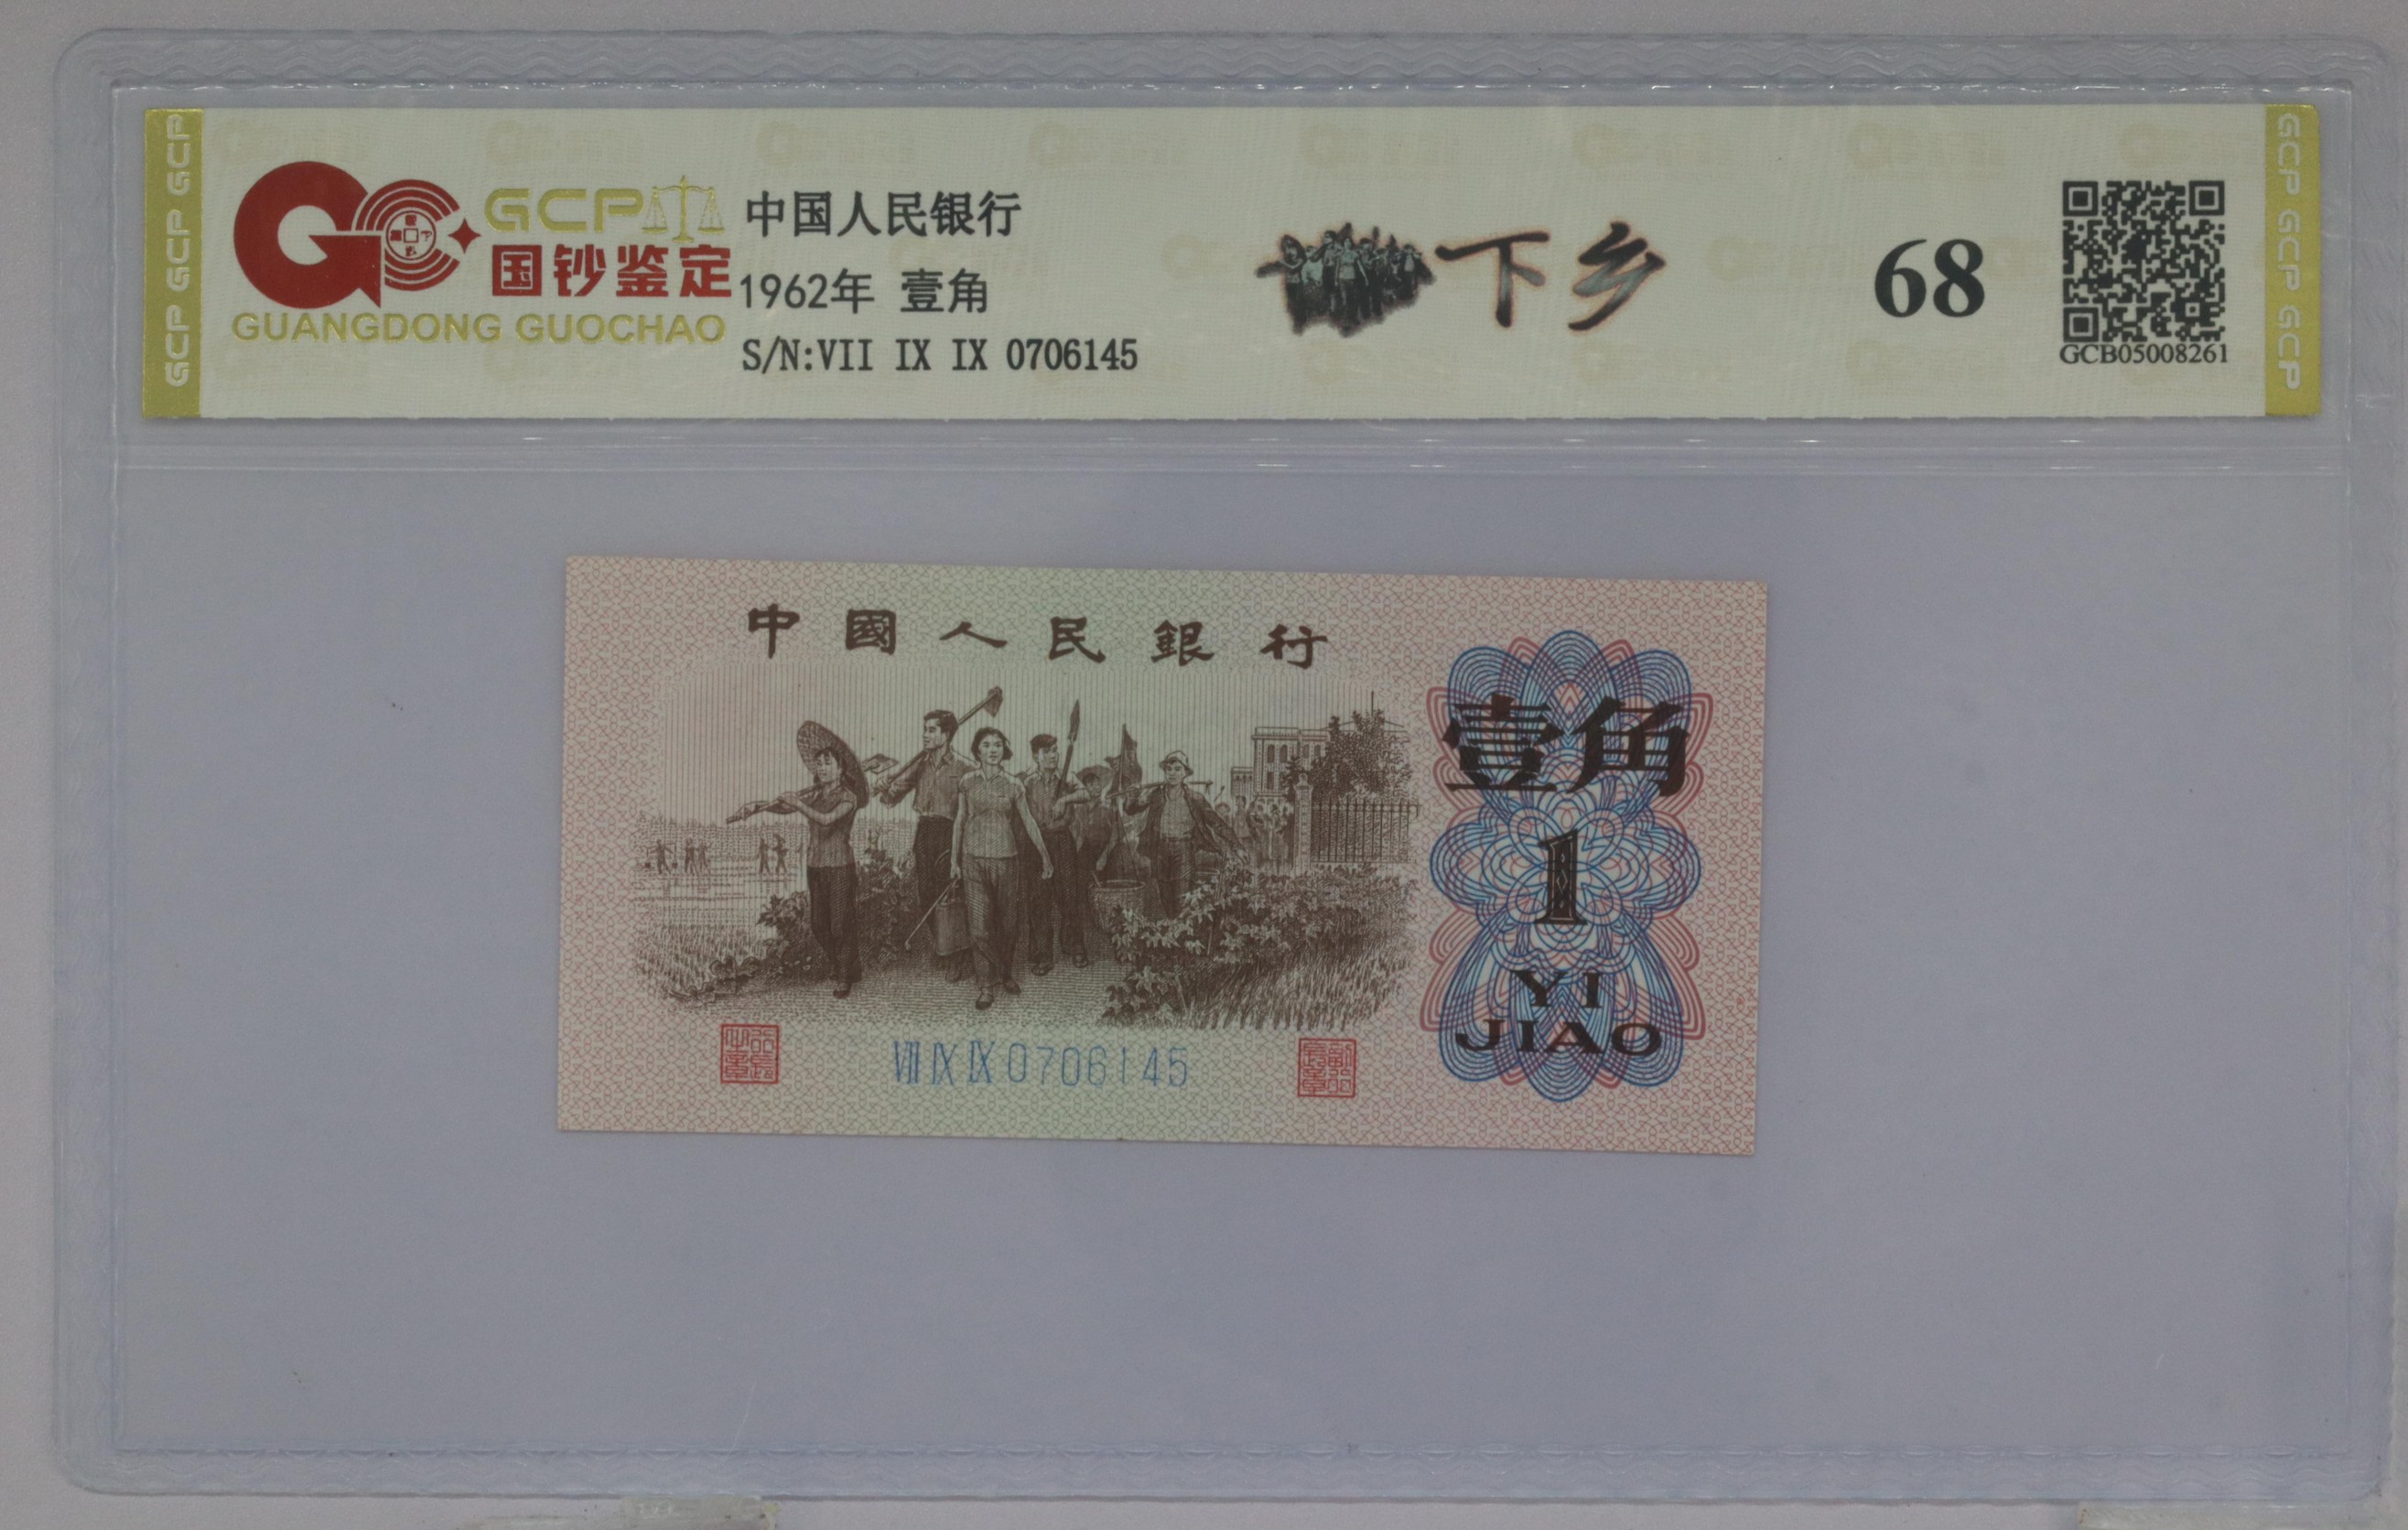 GCP GCP GCP
GCP
国钞鉴定
GUANGDONG GUOCHAO
中国人民银行
1962年 壹角
S/N:VII IX IX 0706145
下乡
68
GCB05008261
GCP GCP GCP
中國人民銀行
壹角
1
YI
JIAO
VII IX IX 0706145